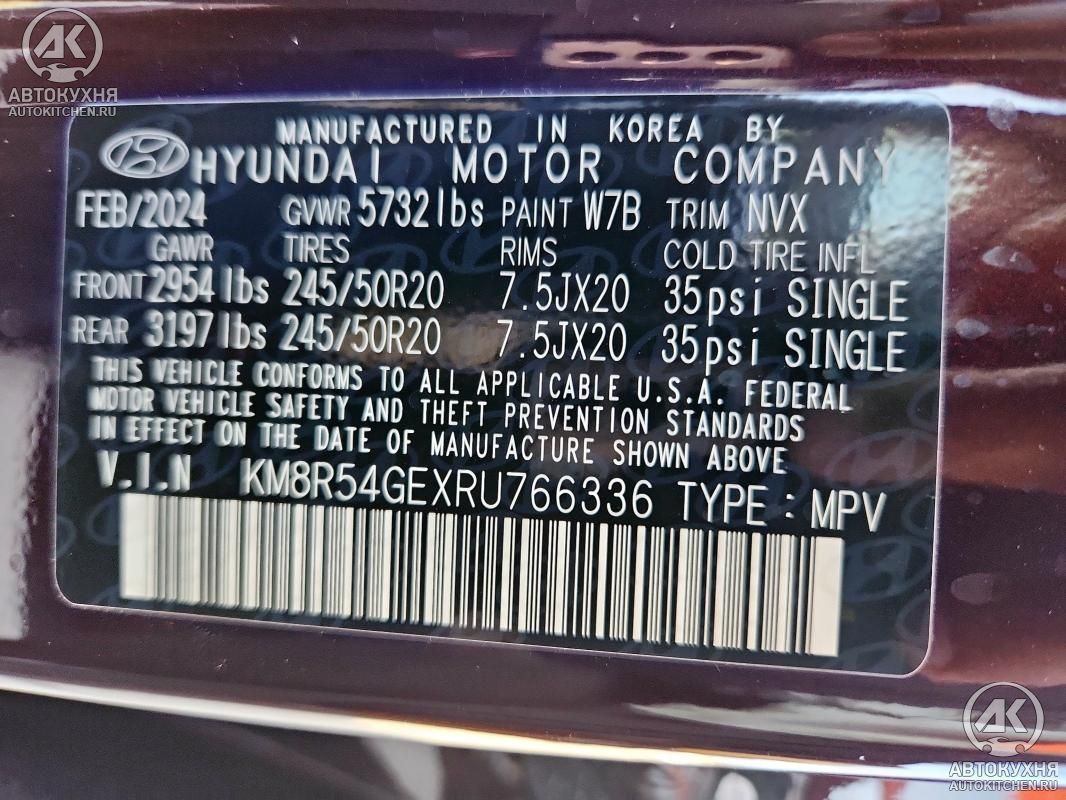 АК
АВТОКУХНЯ
AUTOKITCHEN.RU
MANUFACTURED IN KOREA BY
HYUNDAI MOTOR COMPANY
FEB/2024 GVWR 5732lbs PAINT W7B TRIM NVX
GAWR TIRES RIMS COLD TIRE INFL
FRONT 2954lbs 245/50R20 7.5JX20 35psi SINGLE
REAR 3197lbs 245/50R20 7.5JX20 35psi SINGLE
THIS VEHICLE CONFORMS TO ALL APPLICABLE U.S.A. FEDERAL
MOTOR VEHICLE SAFETY AND THEFT PREVENTION STANDARDS
IN EFFECT ON THE DATE OF MANUFACTURE SHOWN ABOVE
V.I.N KM8R54GEXRU766336 TYPE : MPV
АК
АВТОКУХНЯ
AUTOKITCHEN.RU